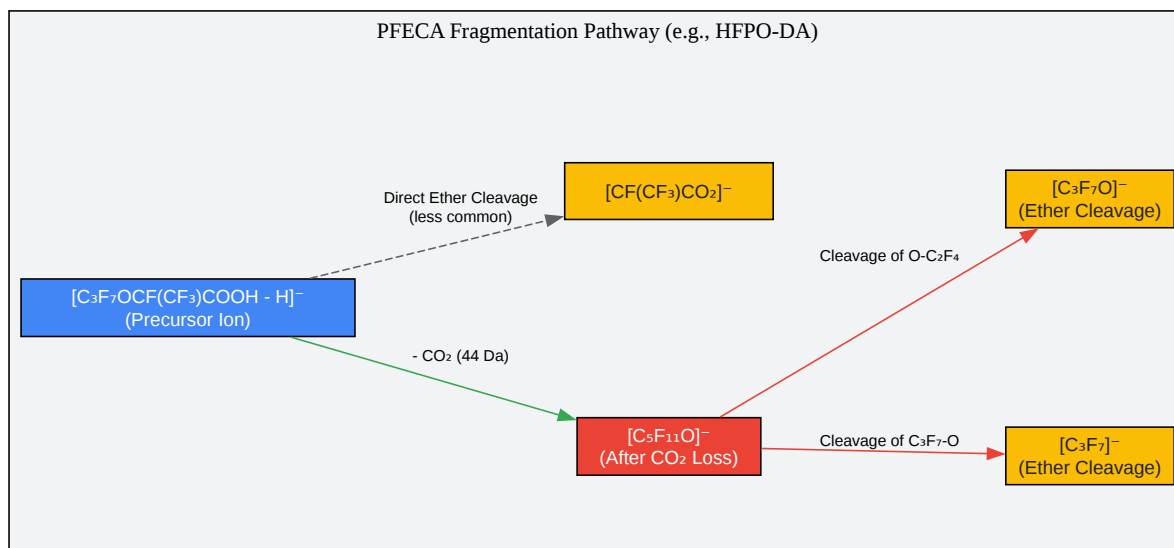 PFECA Fragmentation Pathway (e.g., HFPO-DA)
Direct Ether Cleavage
(less common)
[CF(CF₃)CO₂]⁻
[C₃F₇O]⁻
(Ether Cleavage)
Cleavage of O-C₂F₄
[C₃F₇OCF(CF₃)COOH - H]⁻
(Precursor Ion)
- CO₂ (44 Da)
[C₅F₁₁O]⁻
(After CO₂ Loss)
Cleavage of C₃F₇-O
[C₃F₇]⁻
(Ether Cleavage)